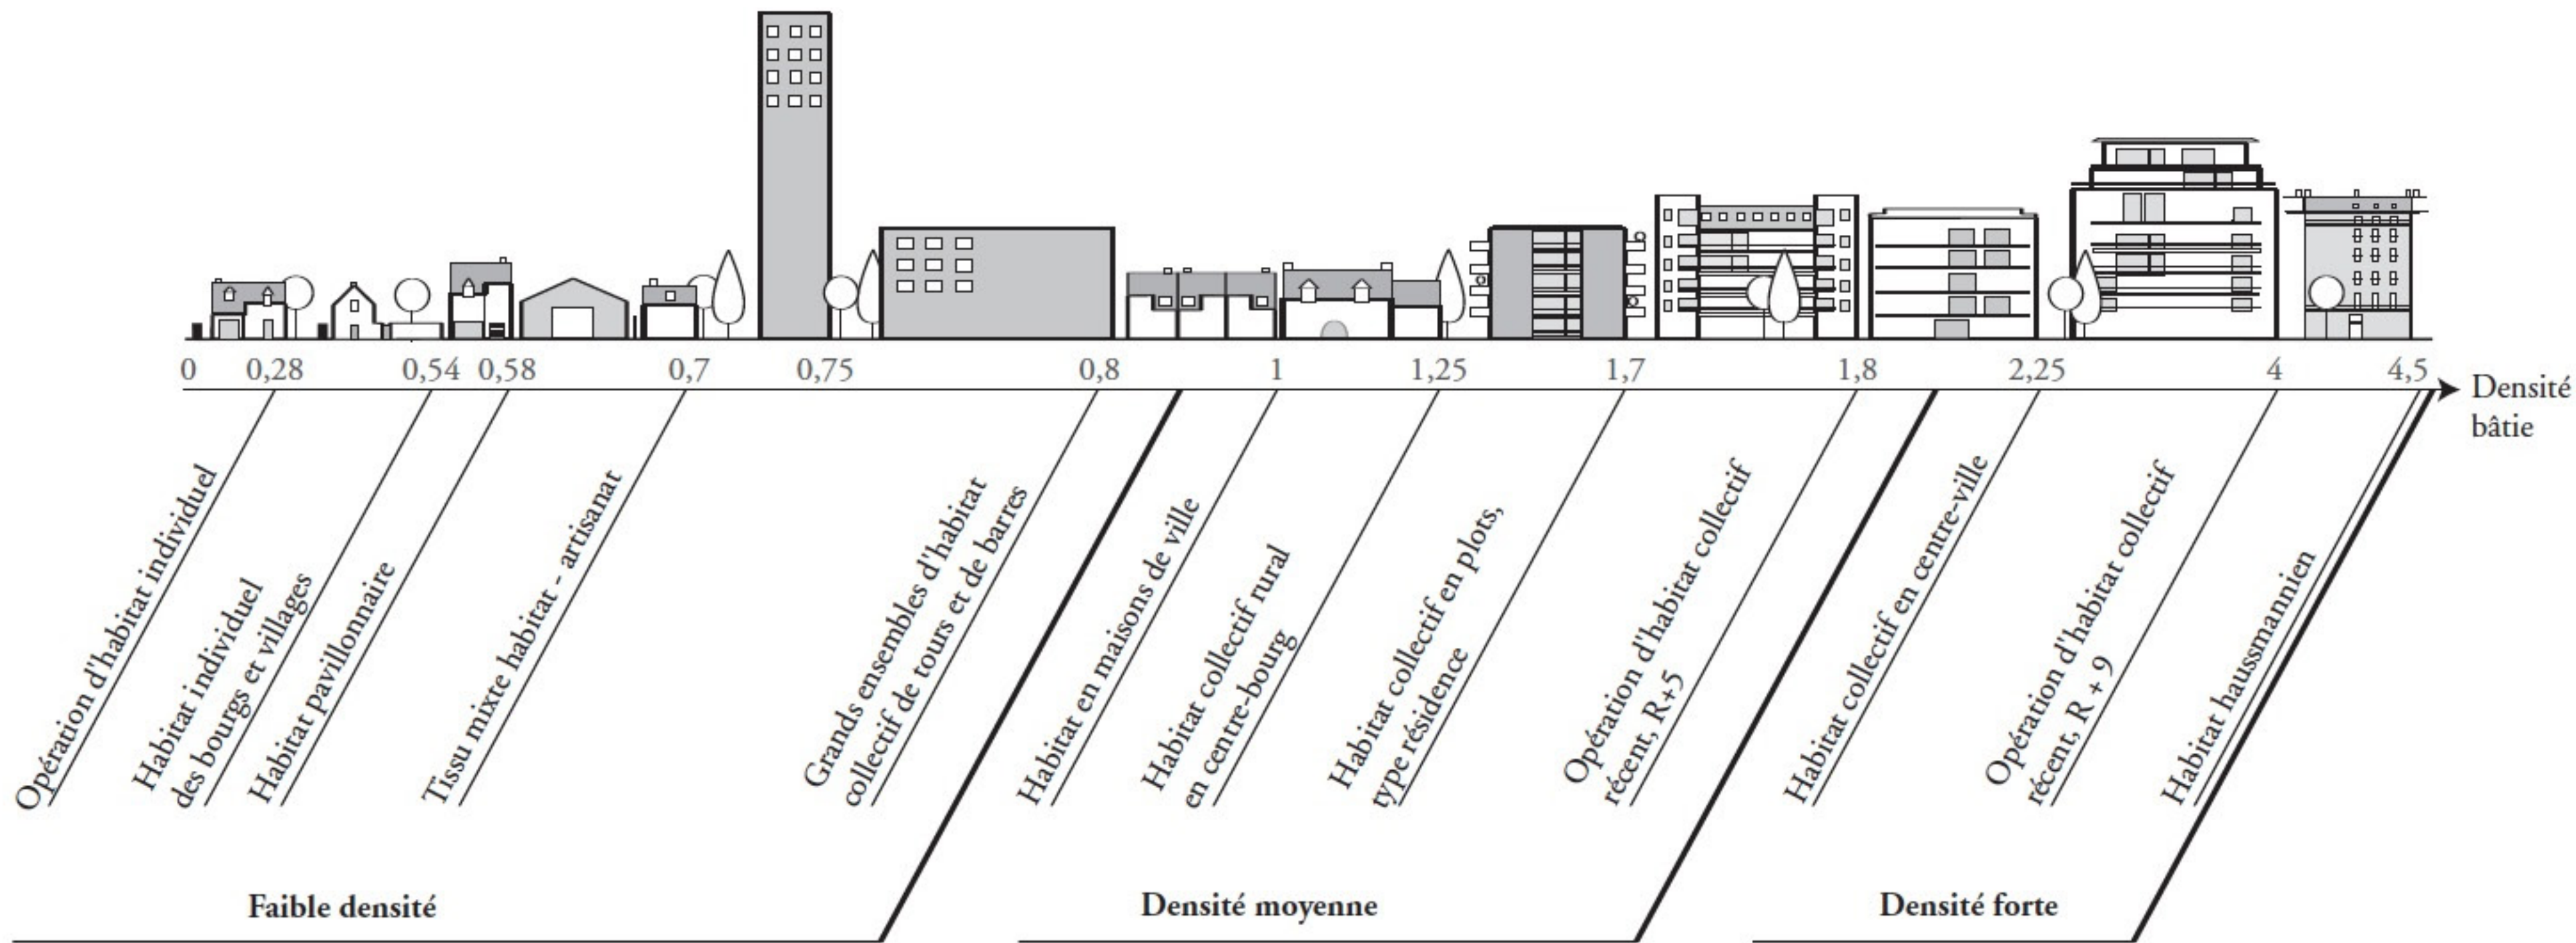 0
0,28
0,54
0,58
0,7
0,75
0,8
1
1,25
1,7
1,8
2,25
4
4,5
Densité
bâtie
Opération d'habitat individuel
Habitat individuel
des bourgs et villages
Habitat pavillonnaire
Tissu mixte habitat - artisanat
Grands ensembles d'habitat
collectif de tours et de barres
Habitat en maisons de ville
Habitat collectif rural
en centre-bourg
Habitat collectif en plots,
type résidence
Opération d'habitat collectif
récent, R+5
Habitat collectif en centre-ville
Opération d'habitat collectif
récent, R + 9
Habitat haussmannien
Faible densité
Densité moyenne
Densité forte